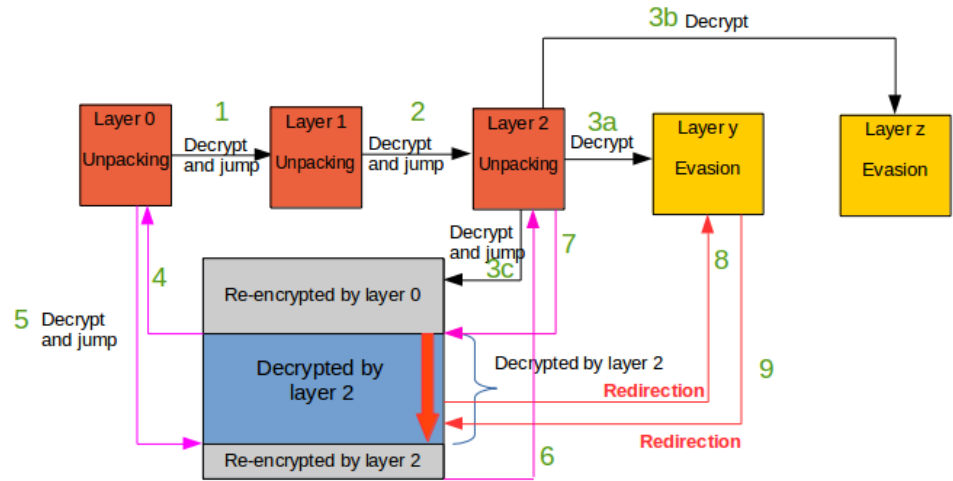 3b Decrypt
Layer 0
Unpacking
1
Decrypt
and jump
Layer 1
Unpacking
2
Decrypt
and jump
Layer 2
Unpacking
3a
Decrypt
Layer y
Evasion
Layer z
Evasion
Decrypt
and jump
3c
7
4
5 Decrypt
and jump
Re-encrypted by layer 0
8
Decrypted by
layer 2
Decrypted by layer 2
9
Redirection
Redirection
Re-encrypted by layer 2
6